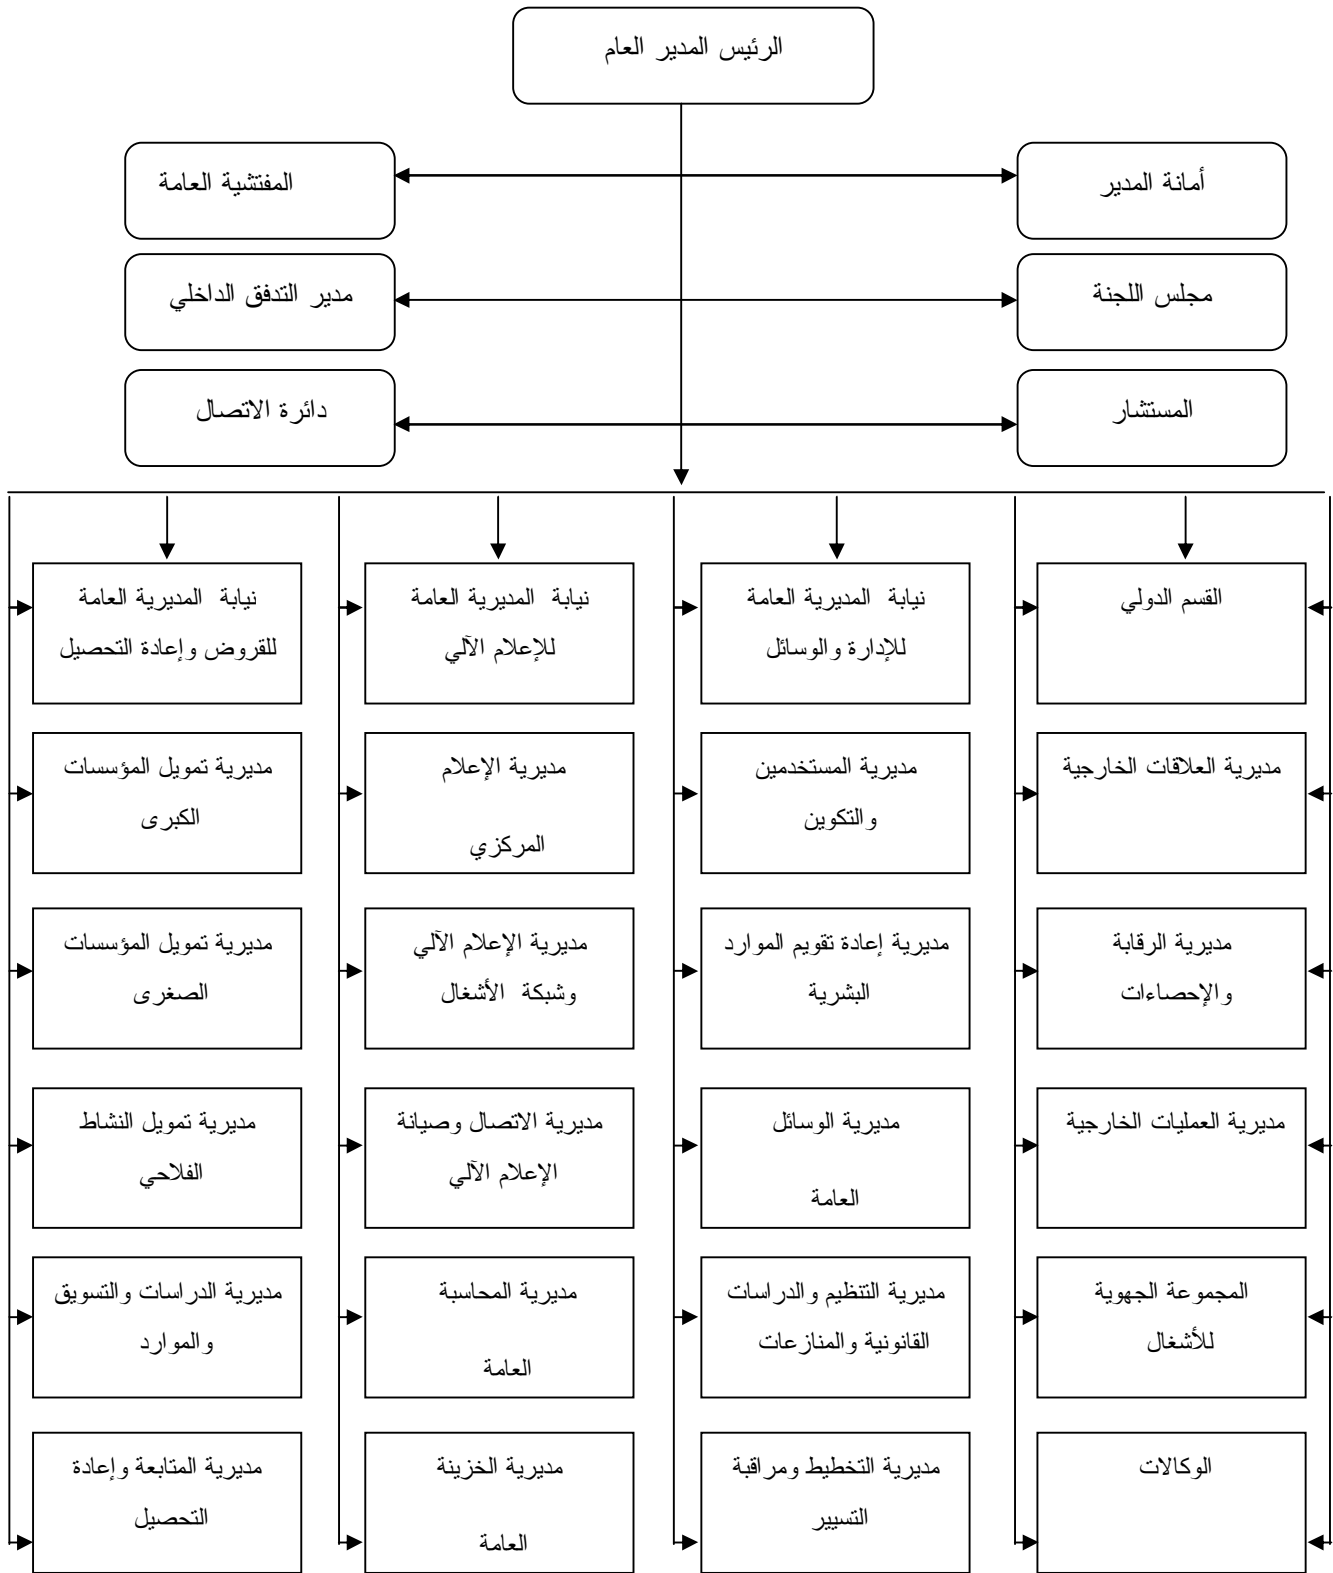 الرئيس المدير العام
أمانة المدير
المفتشية العامة
مجلس اللجنة
مدير التدفق الداخلي
المستشار
دائرة الاتصال
القسم الدولي
نيابة المديرية العامة
للإدارة والوسائل
نيابة المديرية العامة
للإعلام الآلي
نيابة المديرية العامة
للقروض وإعادة التحصيل
مديرية العلاقات الخارجية
مديرية المستخدمين
والتكوين
مديرية الإعلام
المركزي
مديرية تمويل المؤسسات
الكبرى
مديرية الرقابة
والإحصاءات
مديرية إعادة تقويم الموارد
البشرية
مديرية الإعلام الآلي
وشبكة الأشغال
مديرية تمويل المؤسسات
الصغرى
مديرية العمليات الخارجية
مديرية الوسائل
العامة
مديرية الاتصال وصيانة
الإعلام الآلي
مديرية تمويل النشاط
الفلاحي
المجموعة الجهوية
للأشغال
مديرية التنظيم والدراسات
القانونية والمنازعات
مديرية المحاسبة
العامة
مديرية الدراسات والتسويق
والموارد
الوكالات
مديرية التخطيط ومراقبة
التسيير
مديرية الخزينة
العامة
مديرية المتابعة وإعادة
التحصيل